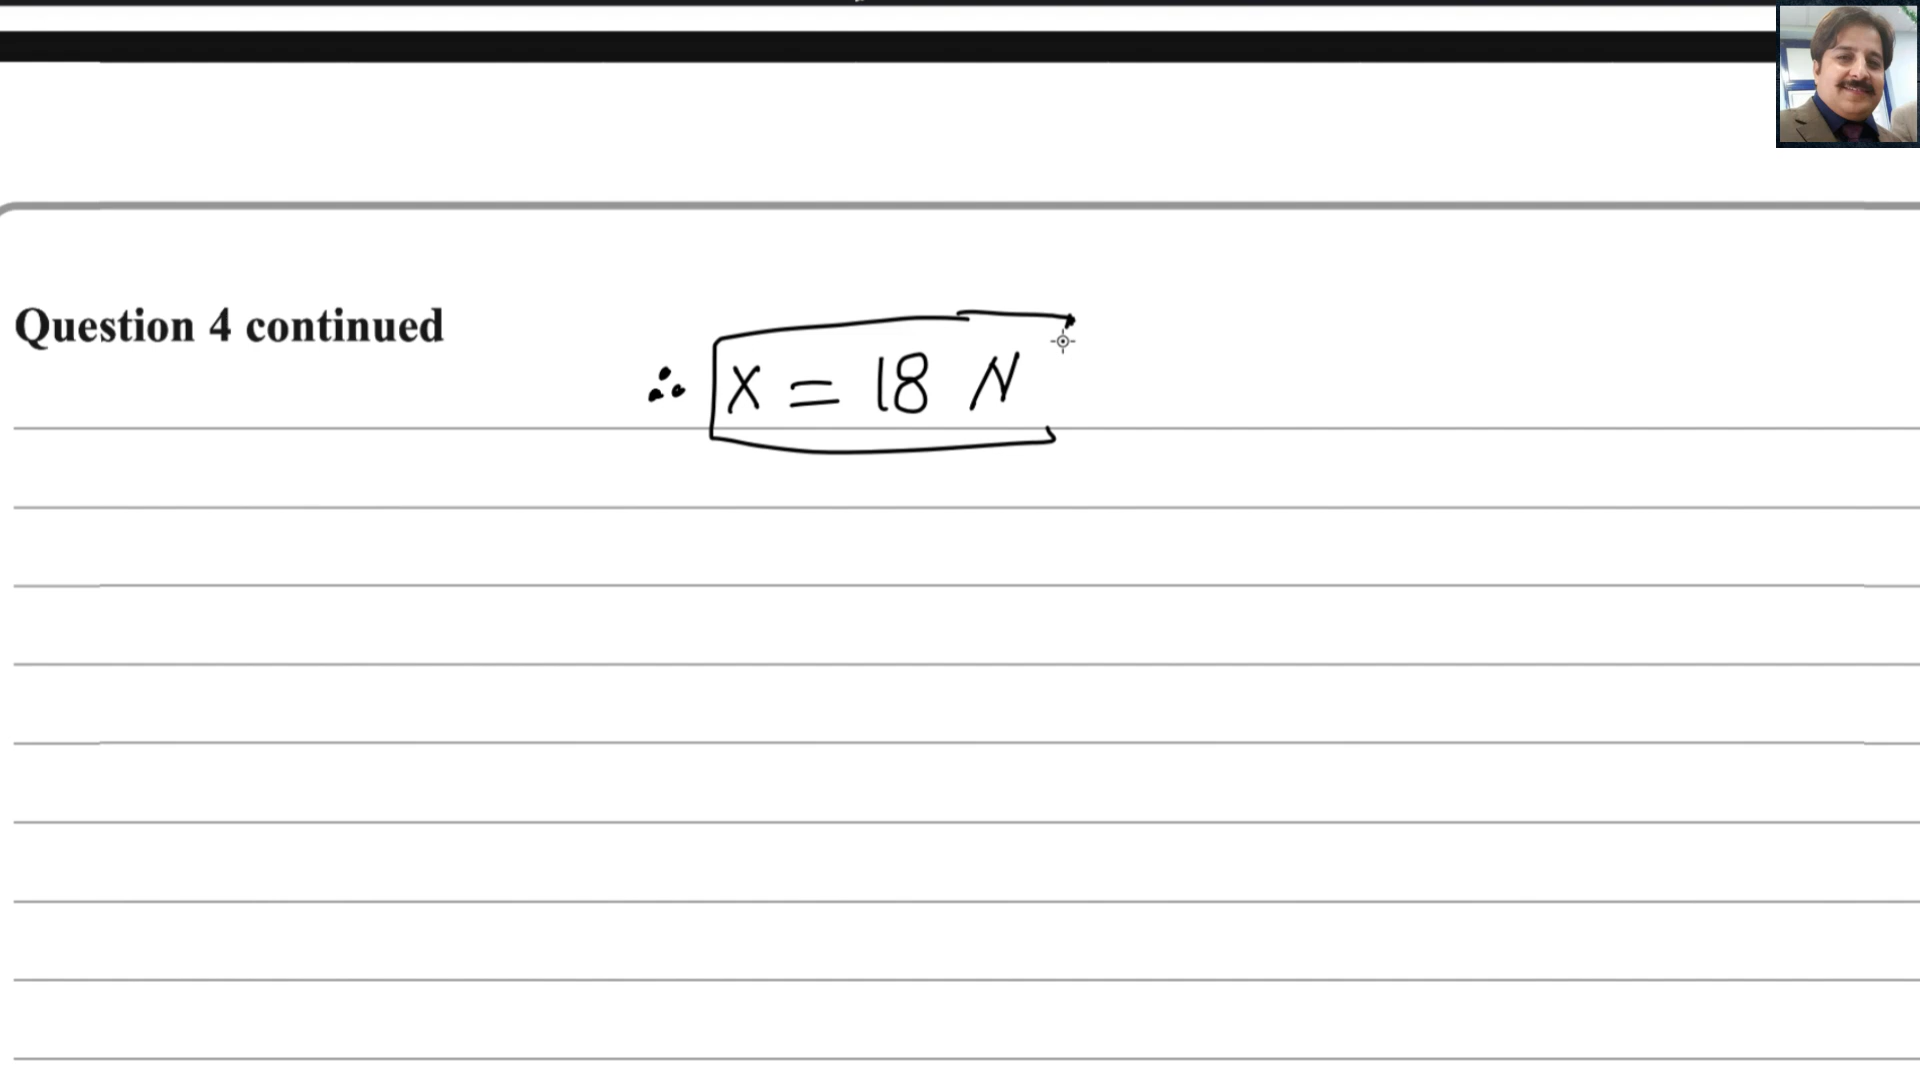 Question 4 continued
∴ X = 18 N